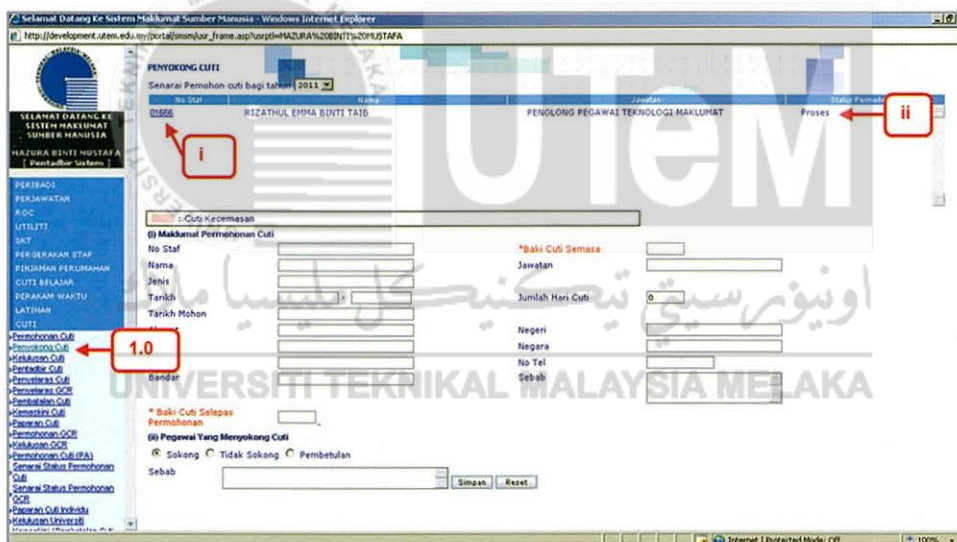 Selamat Datang Ke Sistem Maklumat Sumber Manusia - Windows Internet Explorer
http://development.utem.edu.my/portal/smsm/usr_frame.asp?usrptl=MAZURA%20BINTI%20MUSTAFA
PENYOKONG CUTI
Senarai Pemohon cuti bagi tahun 2011
No Staf Nama Jawatan Status Permohonan
01666 RIZATHUL EMMA BINTI TAIB PENOLONG PEGAWAI TEKNOLOGI MAKLUMAT Proses
i
ii
SELAMAT DATANG KE
SISTEM MAKLUMAT
SUMBER MANUSIA
MAZURA BINTI MUSTAFA
[ Pentadbir Sistem ]
PERIBADI
PERJAWATAN
ROC
UTILITI
SKT
PERGERAKAN STAF
PINJAMAN PERUMAHAN
CUTI BELAJAR
PERAKAM WAKTU
LATIHAN
CUTI
Permohonan Cuti
Penyokong Cuti
1.0
Kelulusan Cuti
Pentadbir Cuti
Penyelaras Cuti
Penyelaras GCR
Pembatalan Cuti
Kemaskini Cuti
Paparan Cuti
Permohonan GCR
Kelulusan GCR
Permohonan Cuti (PA)
Senarai Status Permohonan
Cuti
Senarai Status Permohonan
GCR
Paparan Cuti Individu
Kelulusan Universiti
: Cuti Kecemasan
(i) Maklumat Permohonan Cuti
No Staf *Baki Cuti Semasa
Nama Jawatan
Jenis
Tarikh - Jumlah Hari Cuti 0
Tarikh Mohon
Negeri
Negara
No Tel
Bandar Sebab
* Baki Cuti Selepas
Permohonan
(ii) Pegawai Yang Menyokong Cuti
Sokong Tidak Sokong Pembetulan
Sebab Simpan Reset
Internet | Protected Mode: Off 100%
UTeM
اونيورسيتي تيكنيكل مليسيا ملاك
UNIVERSITI TEKNIKAL MALAYSIA MELAKA